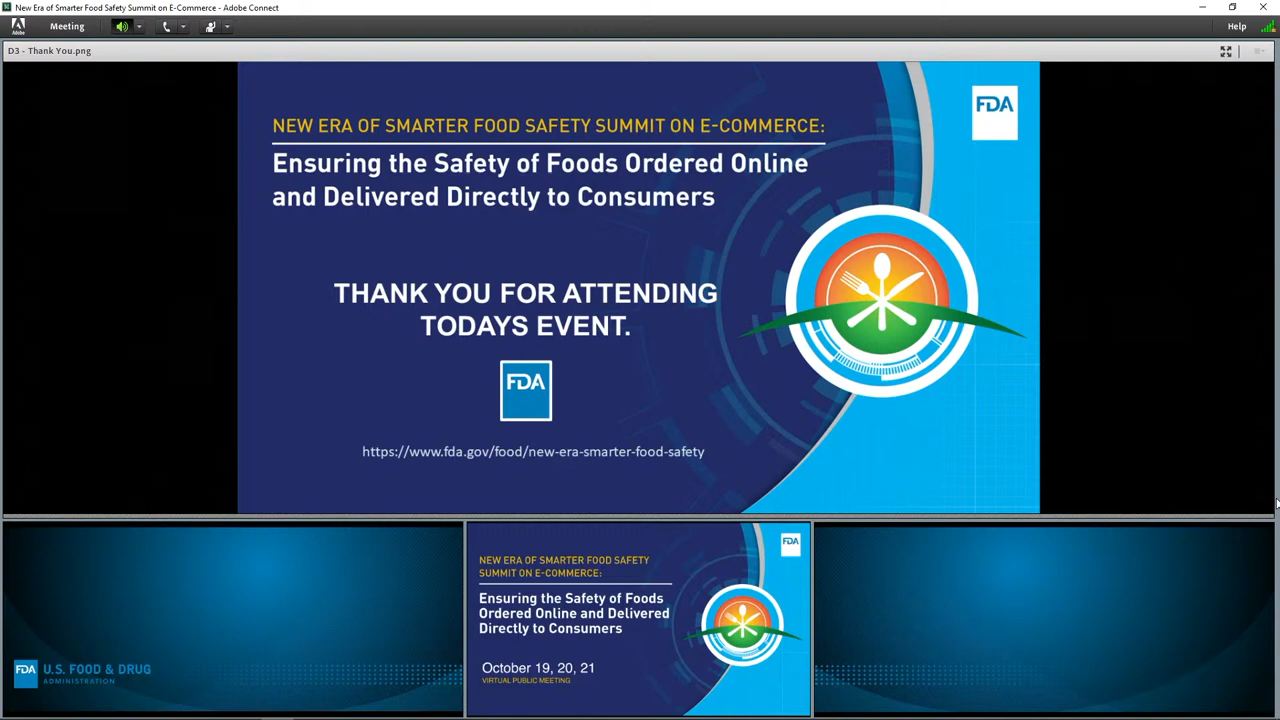 New Era of Smarter Food Safety Summit on E-Commerce - Adobe Connect
Adobe
Meeting
Help
D3 - Thank You.png
FDA
NEW ERA OF SMARTER FOOD SAFETY SUMMIT ON E-COMMERCE:
Ensuring the Safety of Foods Ordered Online
and Delivered Directly to Consumers
THANK YOU FOR ATTENDING
TODAYS EVENT.
FDA
https://www.fda.gov/food/new-era-smarter-food-safety
FDA
U.S. FOOD & DRUG
ADMINISTRATION
FDA
NEW ERA OF SMARTER FOOD SAFETY
SUMMIT ON E-COMMERCE:
Ensuring the Safety of Foods
Ordered Online and Delivered
Directly to Consumers
October 19, 20, 21
VIRTUAL PUBLIC MEETING